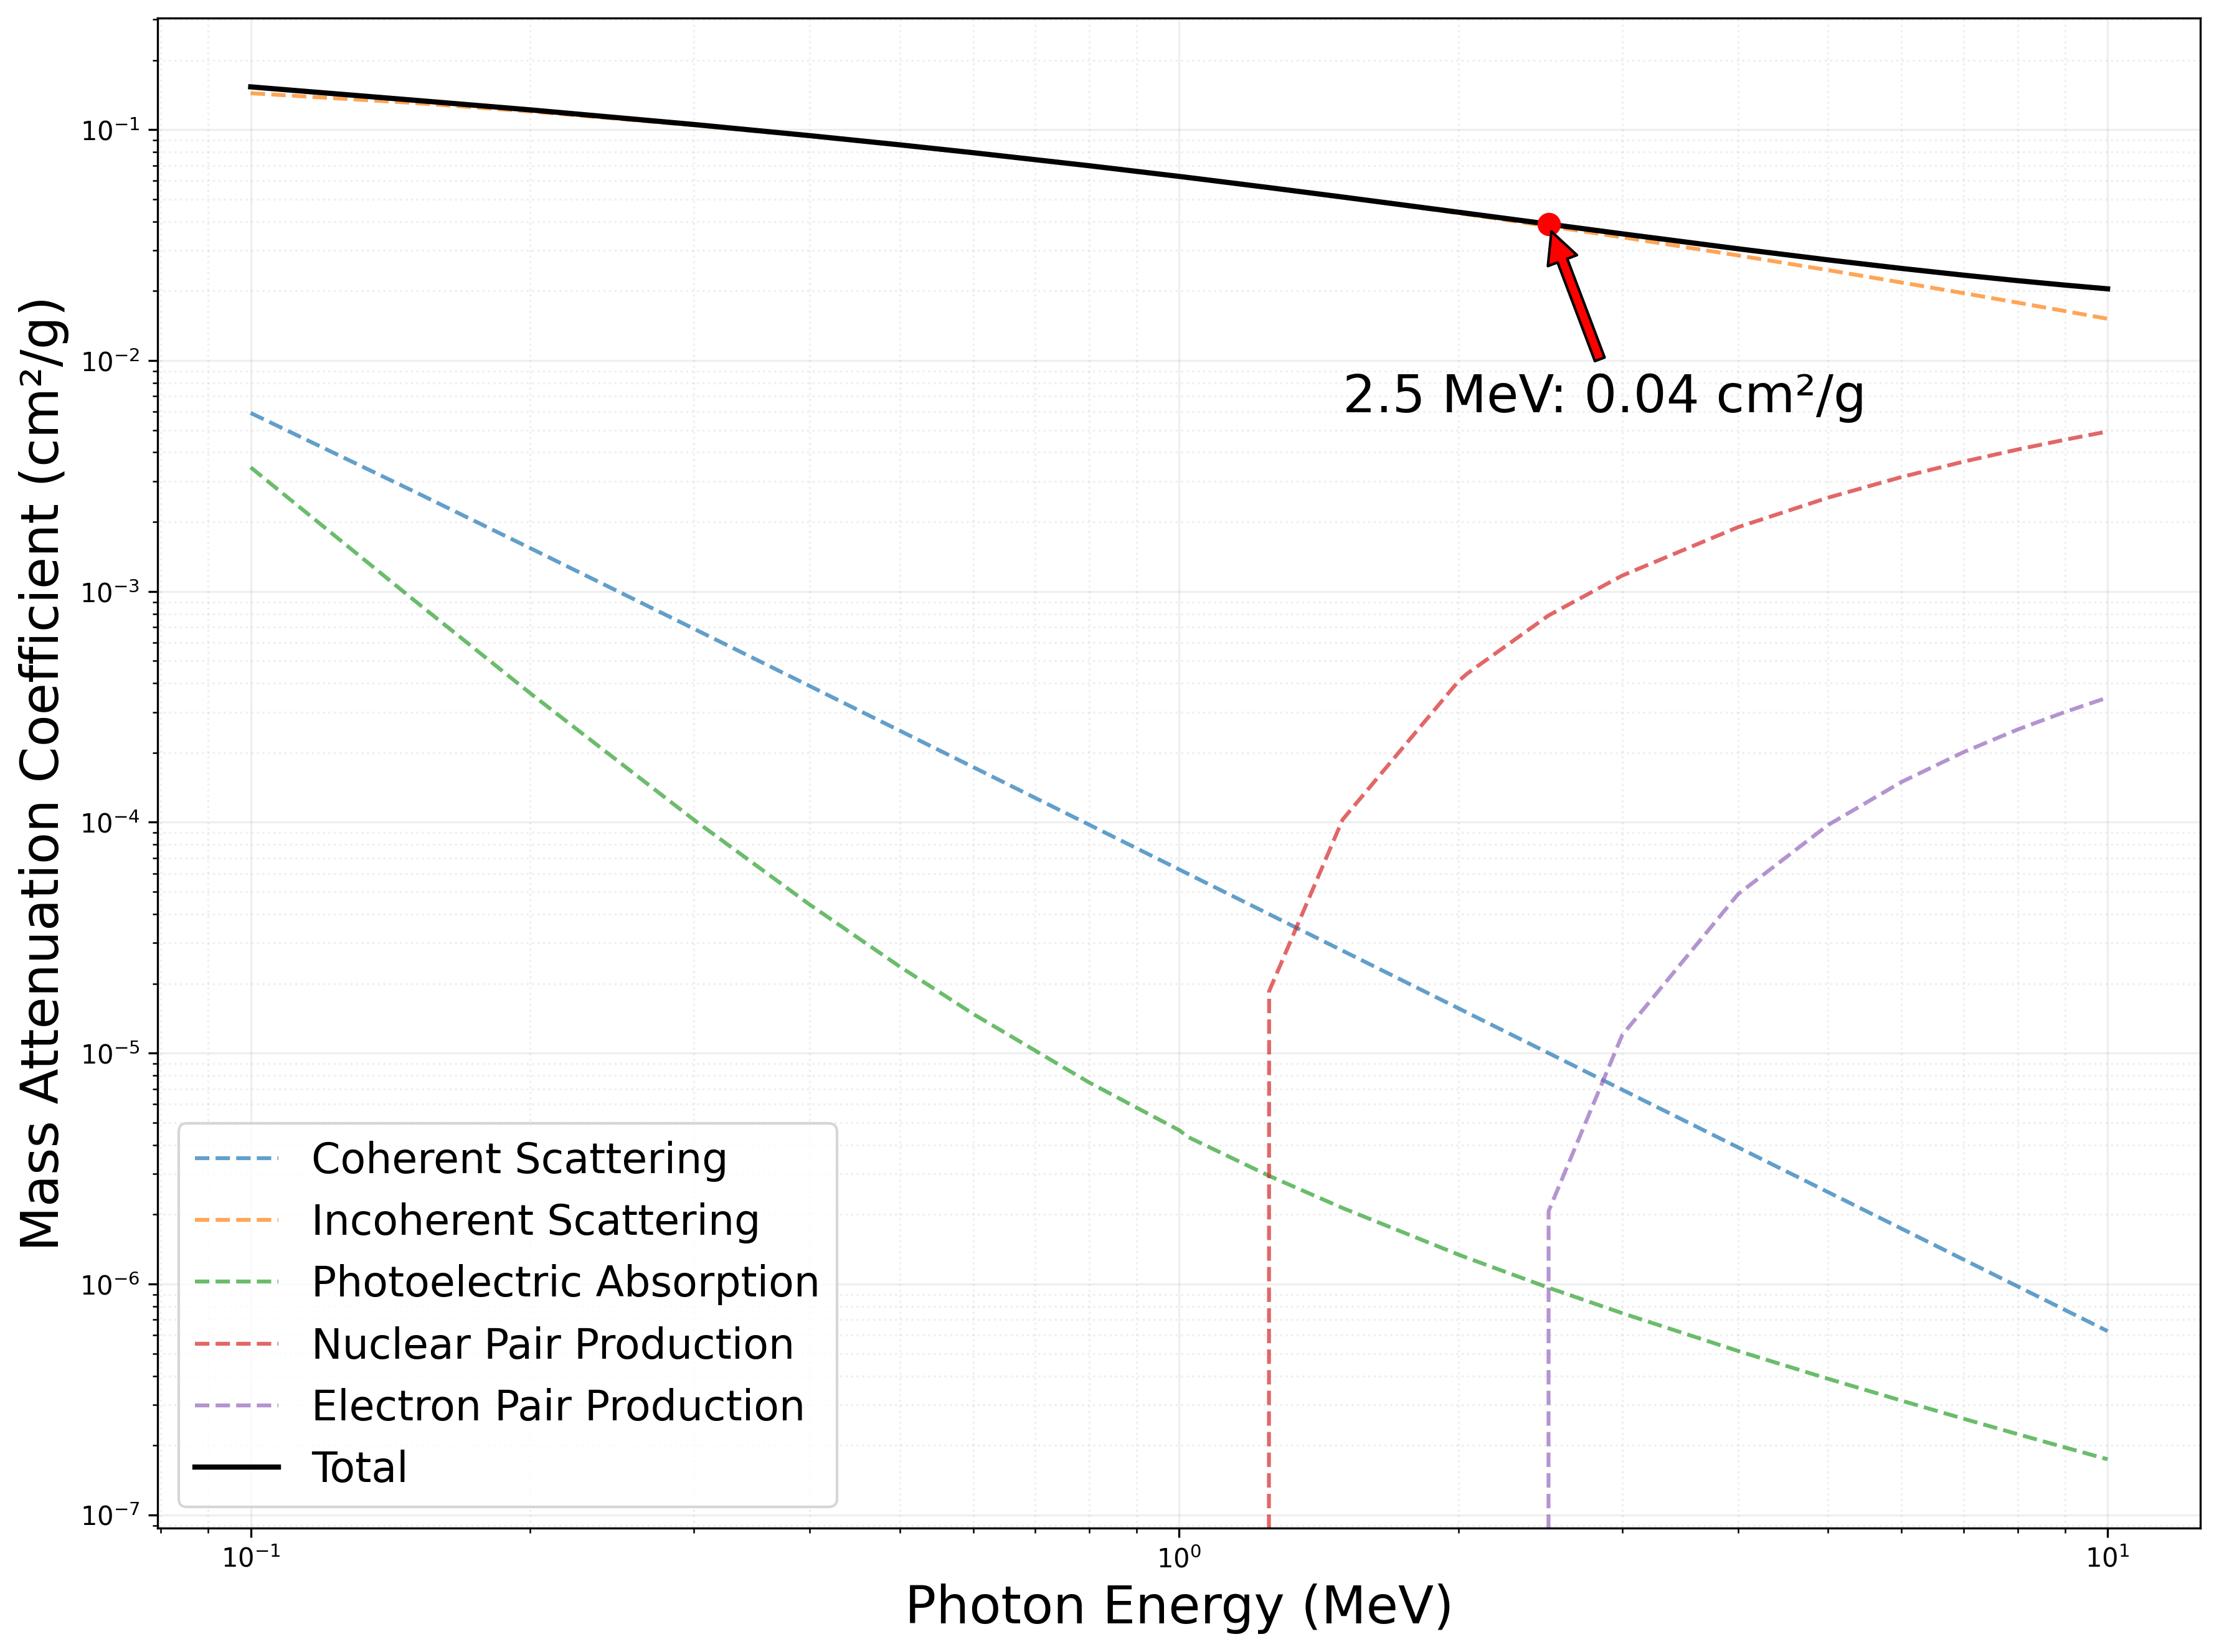 Mass Attenuation Coefficient (cm²/g)
10⁻¹
10⁻²
10⁻³
10⁻⁴
10⁻⁵
10⁻⁶
10⁻⁷
2.5 MeV: 0.04 cm²/g
Coherent Scattering
Incoherent Scattering
Photoelectric Absorption
Nuclear Pair Production
Electron Pair Production
Total
10⁻¹
10⁰
10¹
Photon Energy (MeV)